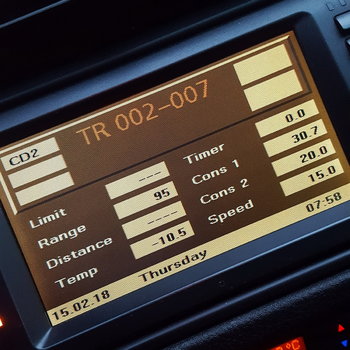 TR 002-007
CD2
Limit ---
Range 95
Distance ---
Temp -10.5
Timer 0.0
Cons 1 30.7
Cons 2 20.0
Speed 15.0
15.02.18 Thursday 07:58
°C